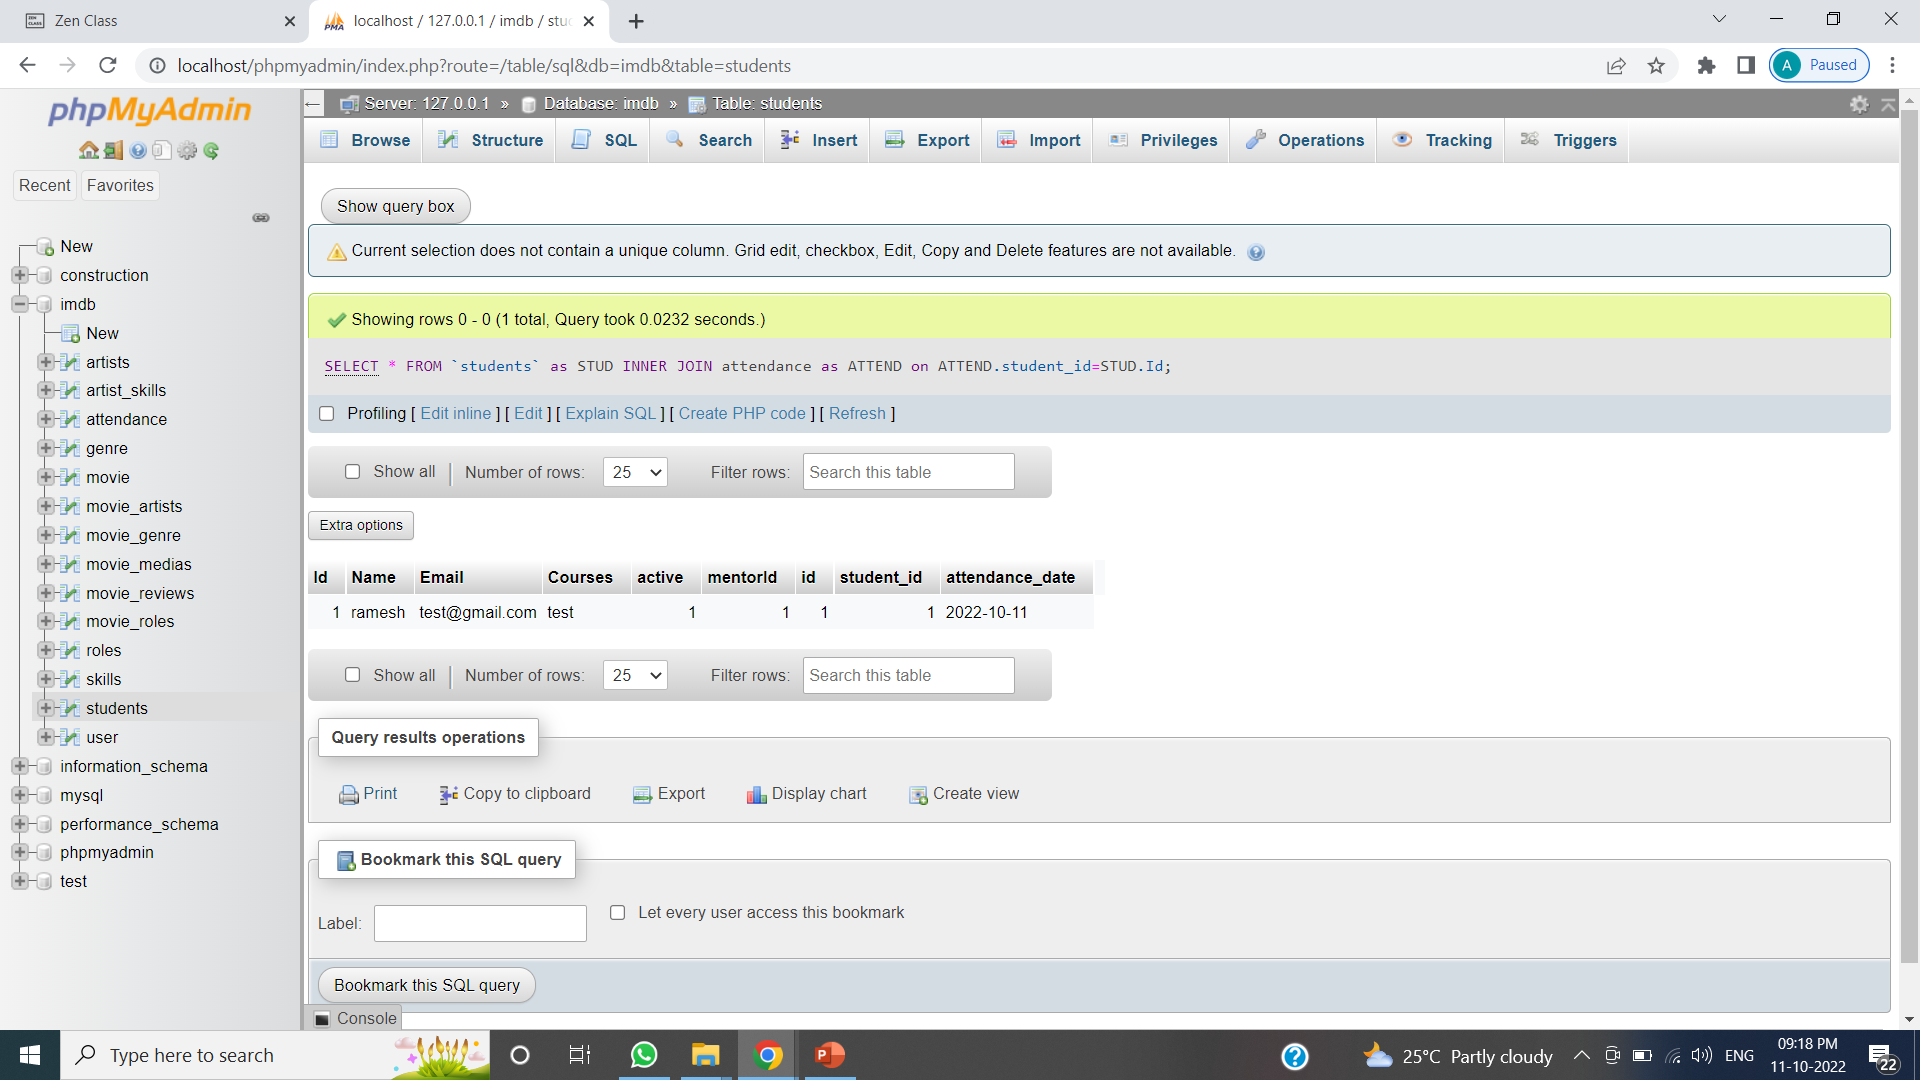 Zen Class
localhost / 127.0.0.1 / imdb / stud
localhost/phpmyadmin/index.php?route=/table/sql&db=imdb&table=students
A Paused
phpMyAdmin
Recent Favorites
New
construction
imdb
New
artists
artist_skills
attendance
genre
movie
movie_artists
movie_genre
movie_medias
movie_reviews
movie_roles
roles
skills
students
user
information_schema
mysql
performance_schema
phpmyadmin
test
Server: 127.0.0.1 » Database: imdb » Table: students
Browse Structure SQL Search Insert Export Import Privileges Operations Tracking Triggers
Show query box
Current selection does not contain a unique column. Grid edit, checkbox, Edit, Copy and Delete features are not available.
Showing rows 0 - 0 (1 total, Query took 0.0232 seconds.)
SELECT * FROM `students` as STUD INNER JOIN attendance as ATTEND on ATTEND.student_id=STUD.Id;
Profiling [ Edit inline ] [ Edit ] [ Explain SQL ] [ Create PHP code ] [ Refresh ]
Show all Number of rows: 25 Filter rows: Search this table
Extra options
Id Name Email Courses active mentorId id student_id attendance_date
1 ramesh test@gmail.com test 1 1 1 1 2022-10-11
Show all Number of rows: 25 Filter rows: Search this table
Query results operations
Print Copy to clipboard Export Display chart Create view
Bookmark this SQL query
Label: Let every user access this bookmark
Bookmark this SQL query
Console
Type here to search
25°C Partly cloudy ENG
09:18 PM
11-10-2022
22